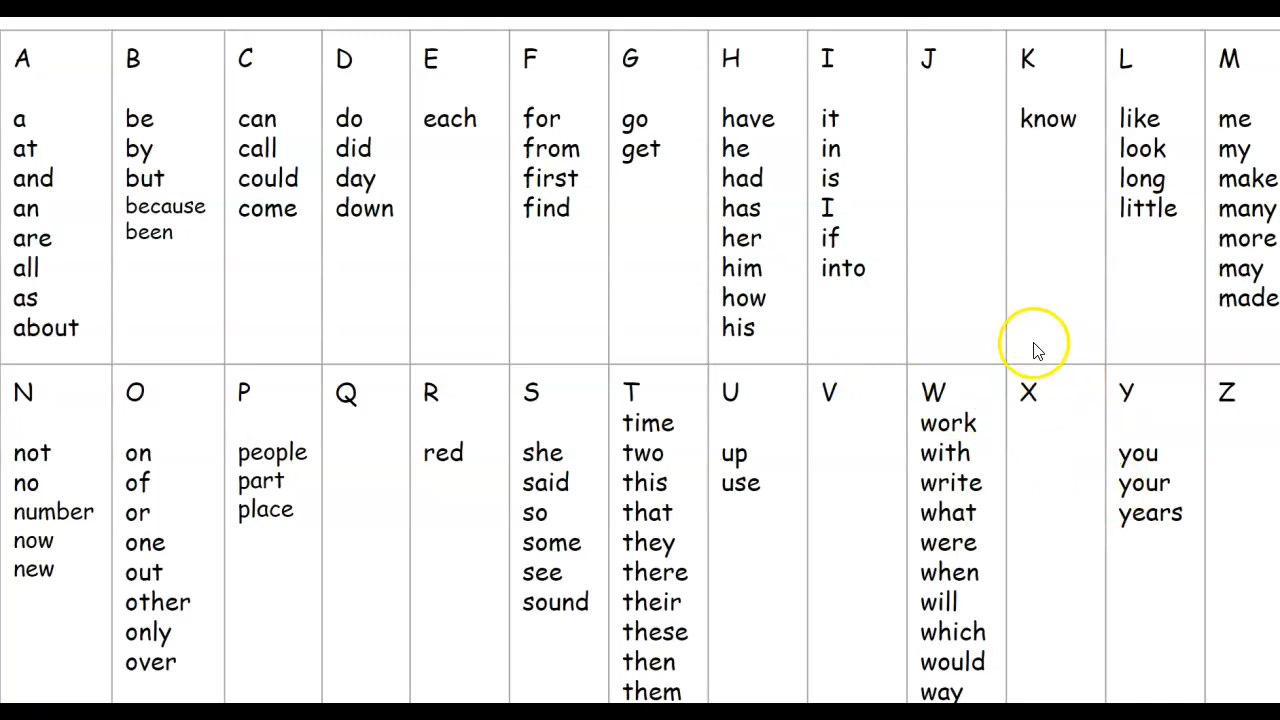 A B C D E F G H I J K L M
a be can do each for go have it know like me
at by call did from get he in look my
and but could day first had is long make
an because come down find has I little many
are been her if more
all him into may
as how made
about his
N O P Q R S T U V W X Y Z
time work
not on people red she two up with you
no of part said this use write your
number or place so that what years
now one some they were
new out see there when
other sound their will
only these which
over then would
them way